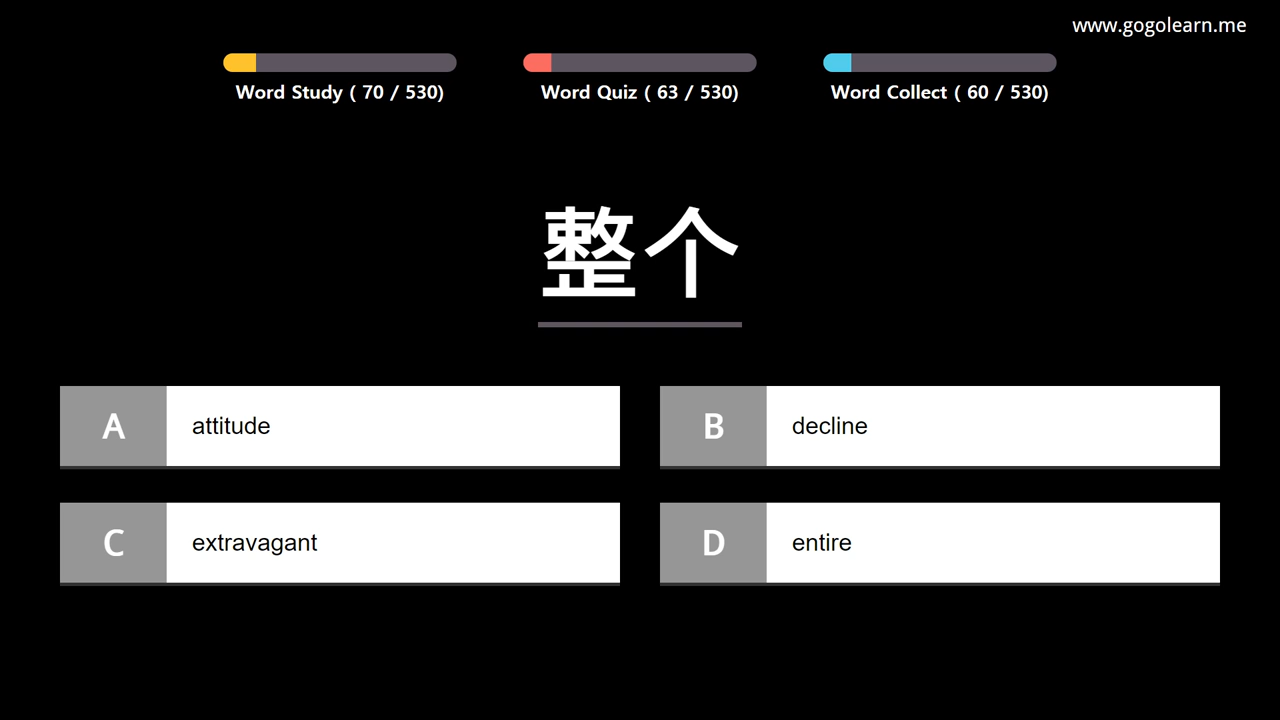 www.gogolearn.me
Word Study ( 70 / 530)
Word Quiz ( 63 / 530)
Word Collect ( 60 / 530)
整个
A attitude
B decline
C extravagant
D entire